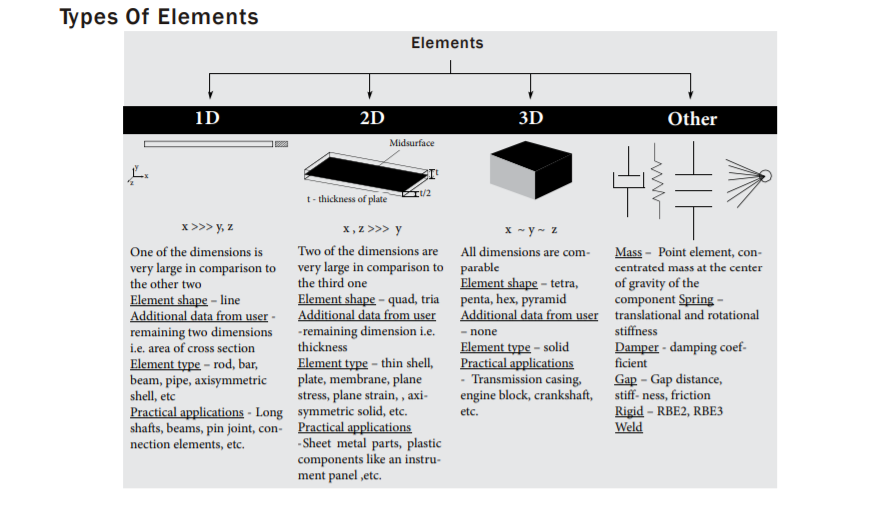 Types Of Elements
Elements
1D
2D
3D
Other
y
x
z
x >>> y, z
One of the dimensions is
very large in comparison to
the other two
Element shape – line
Additional data from user -
remaining two dimensions
i.e. area of cross section
Element type – rod, bar,
beam, pipe, axisymmetric
shell, etc
Practical applications - Long
shafts, beams, pin joint, con-
nection elements, etc.
Midsurface
t
t/2
t - thickness of plate
x , z >>> y
Two of the dimensions are
very large in comparison to
the third one
Element shape – quad, tria
Additional data from user
-remaining dimension i.e.
thickness
Element type – thin shell,
plate, membrane, plane
stress, plane strain, , axi-
symmetric solid, etc.
Practical applications
-Sheet metal parts, plastic
components like an instru-
ment panel ,etc.
x ~ y ~ z
All dimensions are com-
parable
Element shape – tetra,
penta, hex, pyramid
Additional data from user
– none
Element type – solid
Practical applications
- Transmission casing,
engine block, crankshaft,
etc.
Mass – Point element, con-
centrated mass at the center
of gravity of the
component Spring –
translational and rotational
stiffness
Damper - damping coef-
ficient
Gap – Gap distance,
stiff- ness, friction
Rigid – RBE2, RBE3
Weld